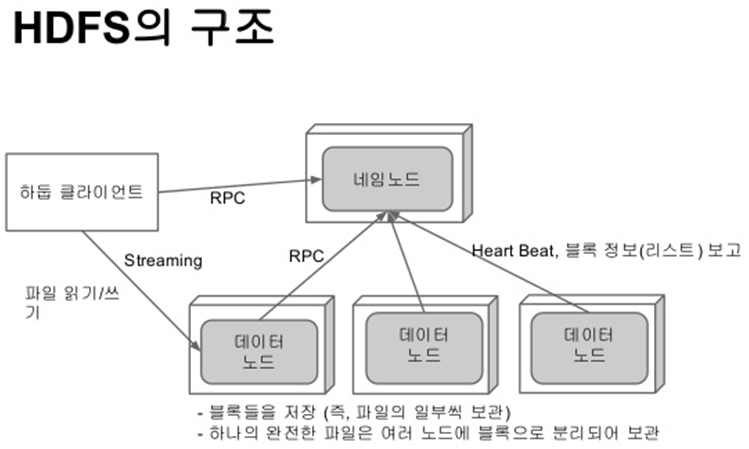 HDFS의 구조
네임노드
하둡 클라이언트
RPC
Streaming
RPC
Heart Beat, 블록 정보(리스트) 보고
파일 읽기/쓰
기
데이터
노드
데이터
노드
데이터
노드
- 블록들을 저장 (즉, 파일의 일부씩 보관)
- 하나의 완전한 파일은 여러 노드에 블록으로 분리되어 보관